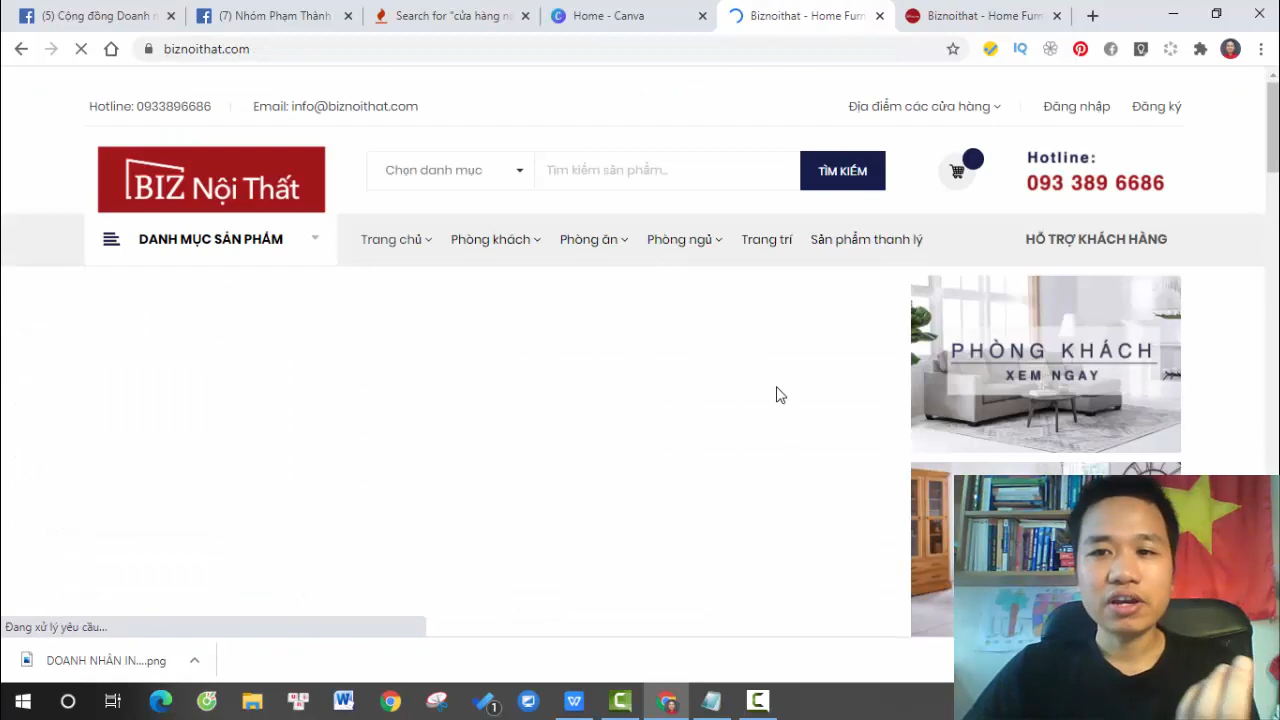 (5) Cộng đồng Doanh n
(7) Nhóm Phạm Thành
Search for "cửa hàng nộ
Home - Canva
Biznoithat - Home Furn
Biznoithat - Home Furn
biznoithat.com
IQ
Hotline: 0933896686
Email: info@biznoithat.com
Địa điểm các cửa hàng
Đăng nhập
Đăng ký
BIZ Nội Thất
Chọn danh mục
Tìm kiếm sản phẩm...
TÌM KIẾM
Hotline:
093 389 6686
DANH MỤC SẢN PHẨM
Trang chủ
Phòng khách
Phòng ăn
Phòng ngủ
Trang trí
Sản phẩm thanh lý
HỖ TRỢ KHÁCH HÀNG
PHÒNG KHÁCH
XEM NGAY
Đang xử lý yêu cầu...
DOANH NHÂN IN....png
1